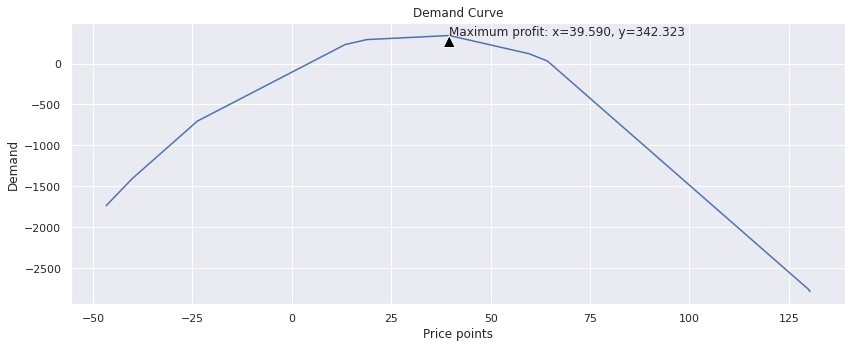 Demand Curve
Maximum profit: x=39.590, y=342.323
0
−500
−1000
−1500
−2000
−2500
Demand
−50 −25 0 25 50 75 100 125
Price points